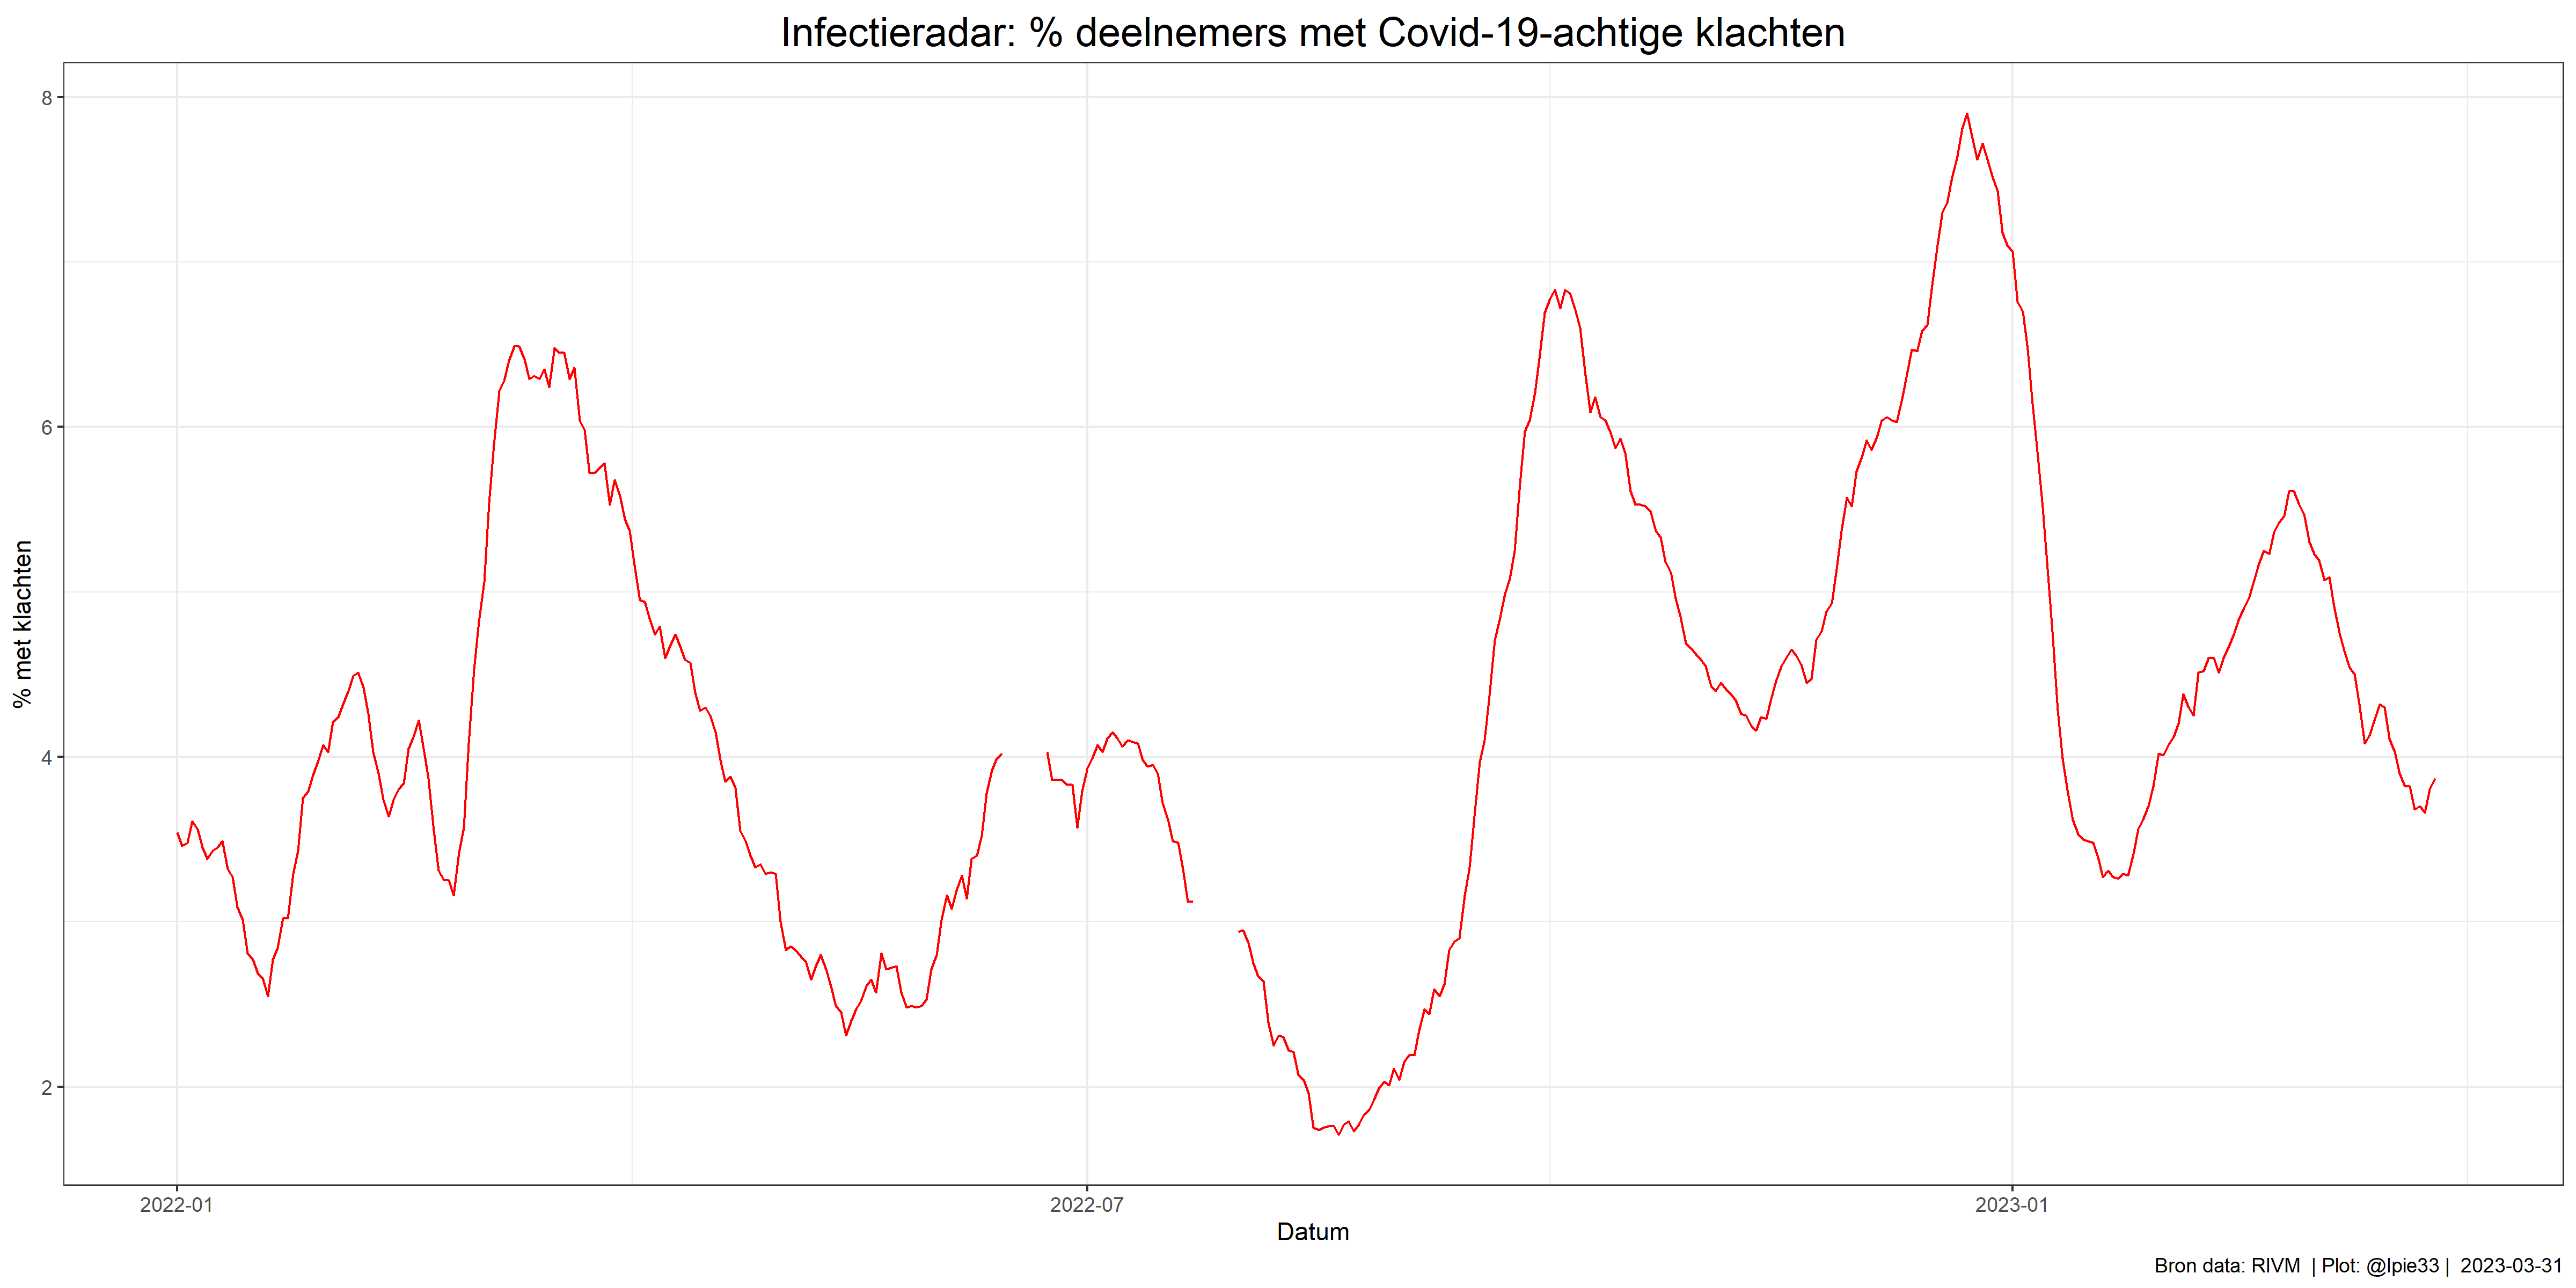 Infectieradar: % deelnemers met Covid-19-achtige klachten
% met klachten
8
6
4
2
2022-01
2022-07
2023-01
Datum
Bron data: RIVM | Plot: @lpie33 | 2023-03-31